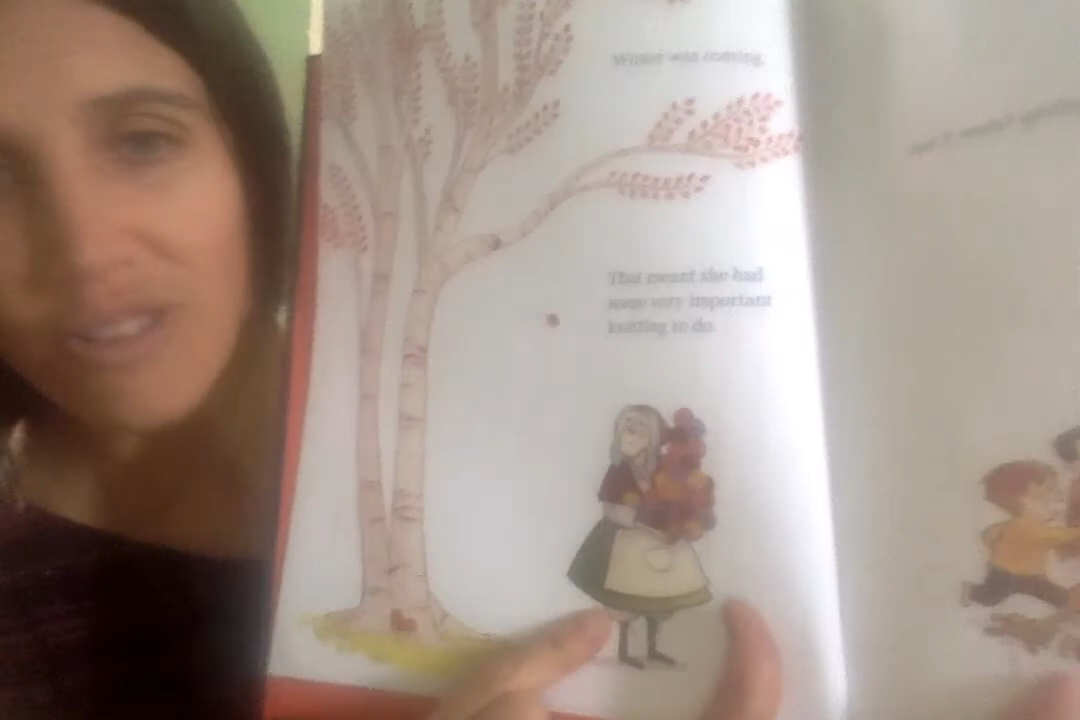 Winter was coming.
That meant she had
some very important
knitting to do.